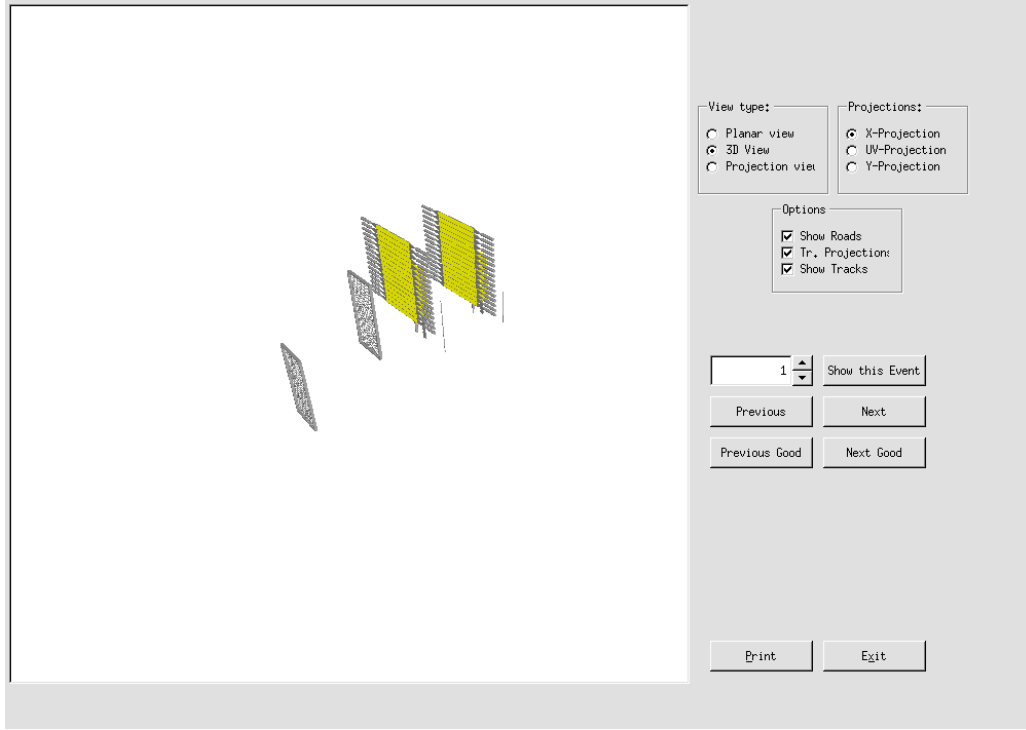 View type:
Planar view
3D View
Projection view
Projections:
X-Projection
UV-Projection
Y-Projection
Options
Show Roads
Tr. Projections
Show Tracks
1
Show this Event
Previous
Next
Previous Good
Next Good
Print
Exit